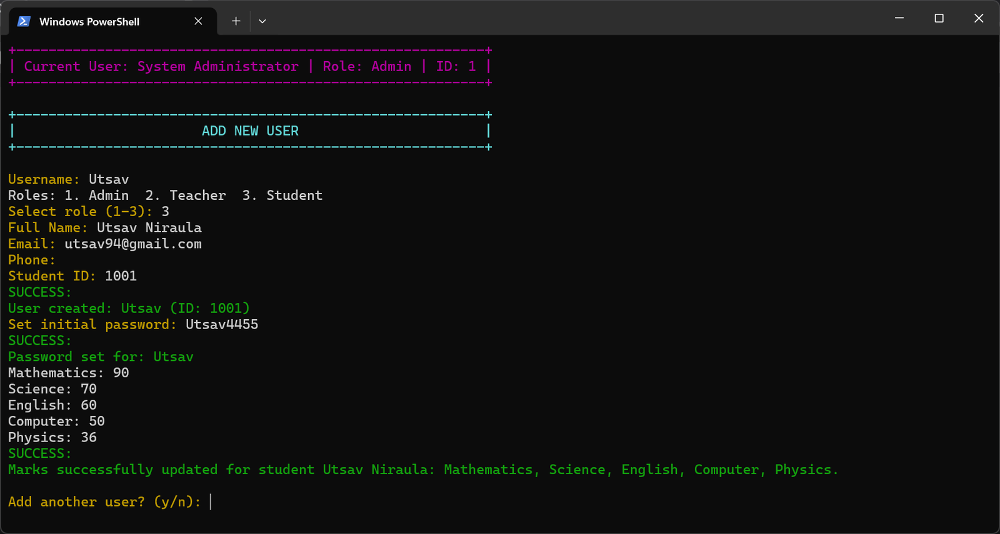 Windows PowerShell
+----------------------------------------------------------+
| Current User: System Administrator | Role: Admin | ID: 1 |
+----------------------------------------------------------+
+----------------------------------------------------------+
|                       ADD NEW USER                       |
+----------------------------------------------------------+
Username: Utsav
Roles: 1. Admin  2. Teacher  3. Student
Select role (1-3): 3
Full Name: Utsav Niraula
Email: utsav94@gmail.com
Phone:
Student ID: 1001
SUCCESS:
User created: Utsav (ID: 1001)
Set initial password: Utsav4455
SUCCESS:
Password set for: Utsav
Mathematics: 90
Science: 70
English: 60
Computer: 50
Physics: 36
SUCCESS:
Marks successfully updated for student Utsav Niraula: Mathematics, Science, English, Computer, Physics.
Add another user? (y/n):